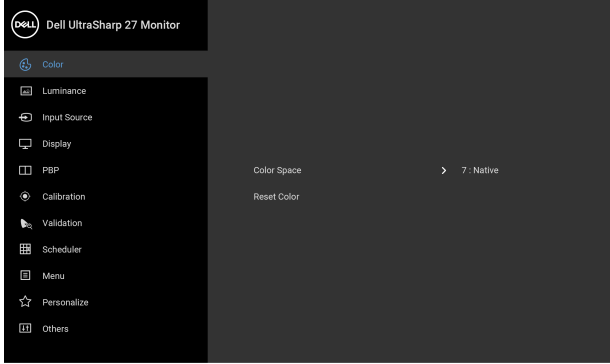 DELL Dell UltraSharp 27 Monitor
Color
Luminance
Input Source
Display
PBP Color Space 7 : Native
Calibration Reset Color
Validation
Scheduler
Menu
Personalize
Others